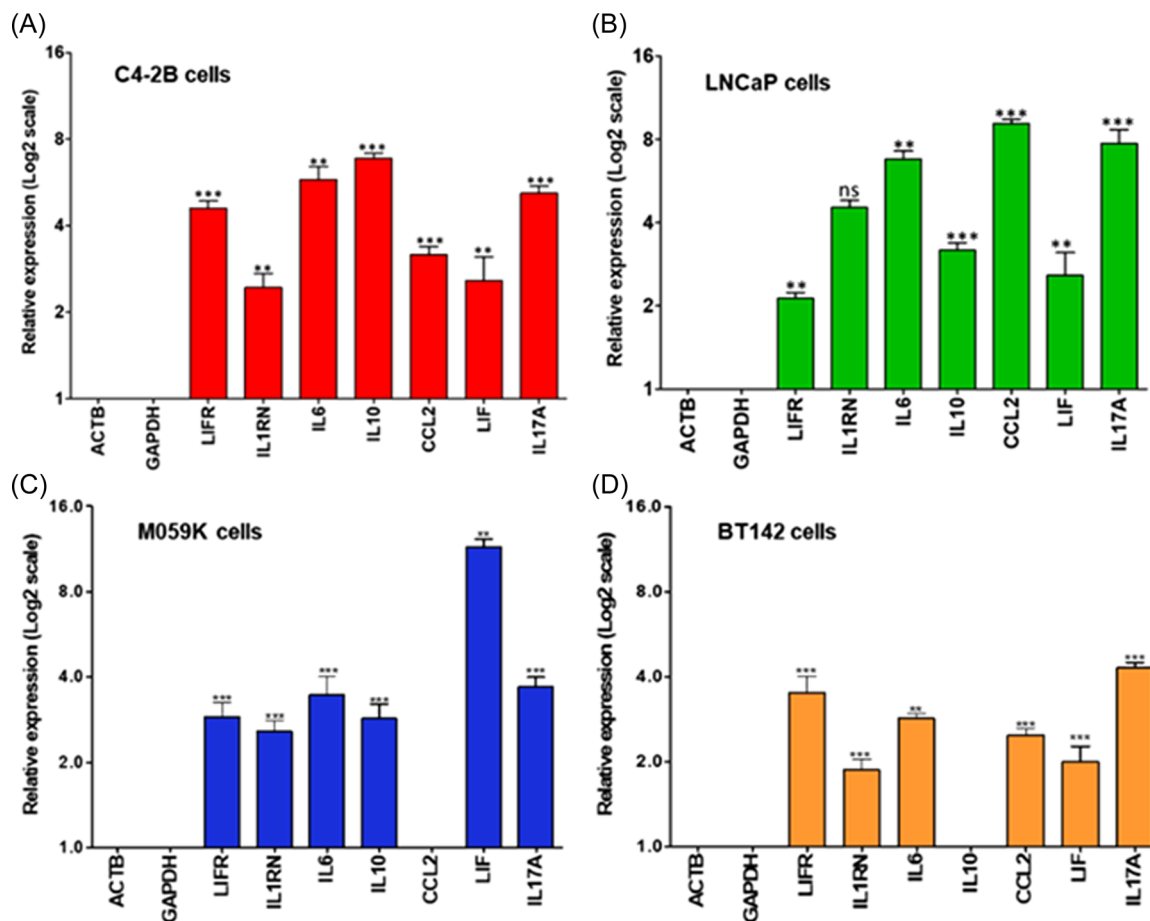 (A)
C4-2B cells
Relative expression (Log2 scale)
16
8
4
2
1
***
**
**
***
***
**
***
ACTB
GAPDH
LIFR
IL1RN
IL6
IL10
CCL2
LIF
IL17A
(B)
LNCaP cells
Relative expression (Log2 scale)
16
8
4
2
1
**
ns
**
***
***
**
***
ACTB
GAPDH
LIFR
IL1RN
IL6
IL10
CCL2
LIF
IL17A
(C)
M059K cells
Relative expression (Log2 scale)
16.0
8.0
4.0
2.0
1.0
***
***
***
***
**
***
ACTB
GAPDH
LIFR
IL1RN
IL6
IL10
CCL2
LIF
IL17A
(D)
BT142 cells
Relative expression (Log2 scale)
16.0
8.0
4.0
2.0
1.0
***
***
**
***
***
***
ACTB
GAPDH
LIFR
IL1RN
IL6
IL10
CCL2
LIF
IL17A